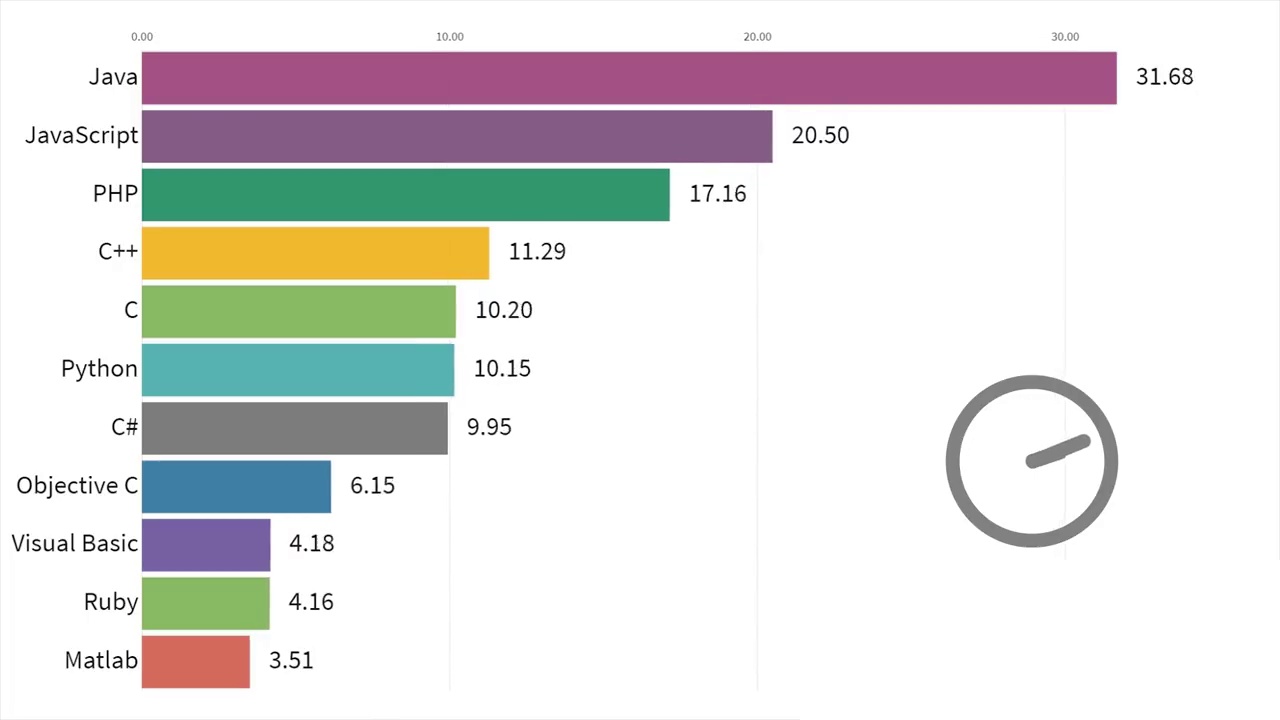 0.00 10.00 20.00 30.00
Java 31.68
JavaScript 20.50
PHP 17.16
C++ 11.29
C 10.20
Python 10.15
C# 9.95
Objective C 6.15
Visual Basic 4.18
Ruby 4.16
Matlab 3.51